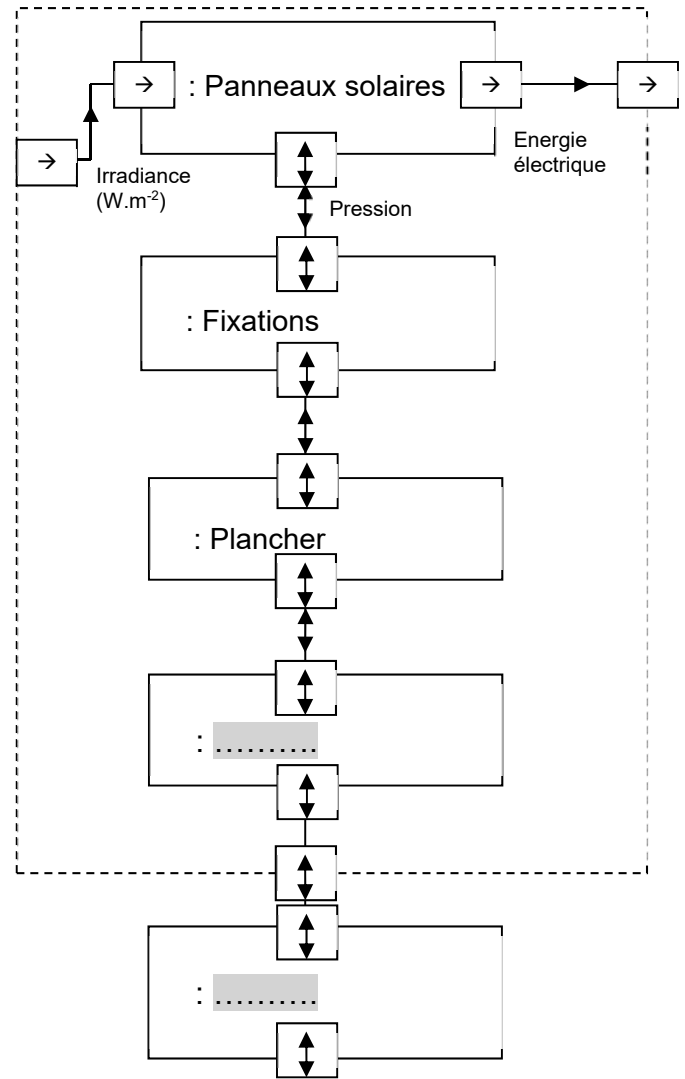 : Panneaux solaires
Energie
électrique
Irradiance
(W.m-2)
Pression
: Fixations
: Plancher
: ..........
: ..........